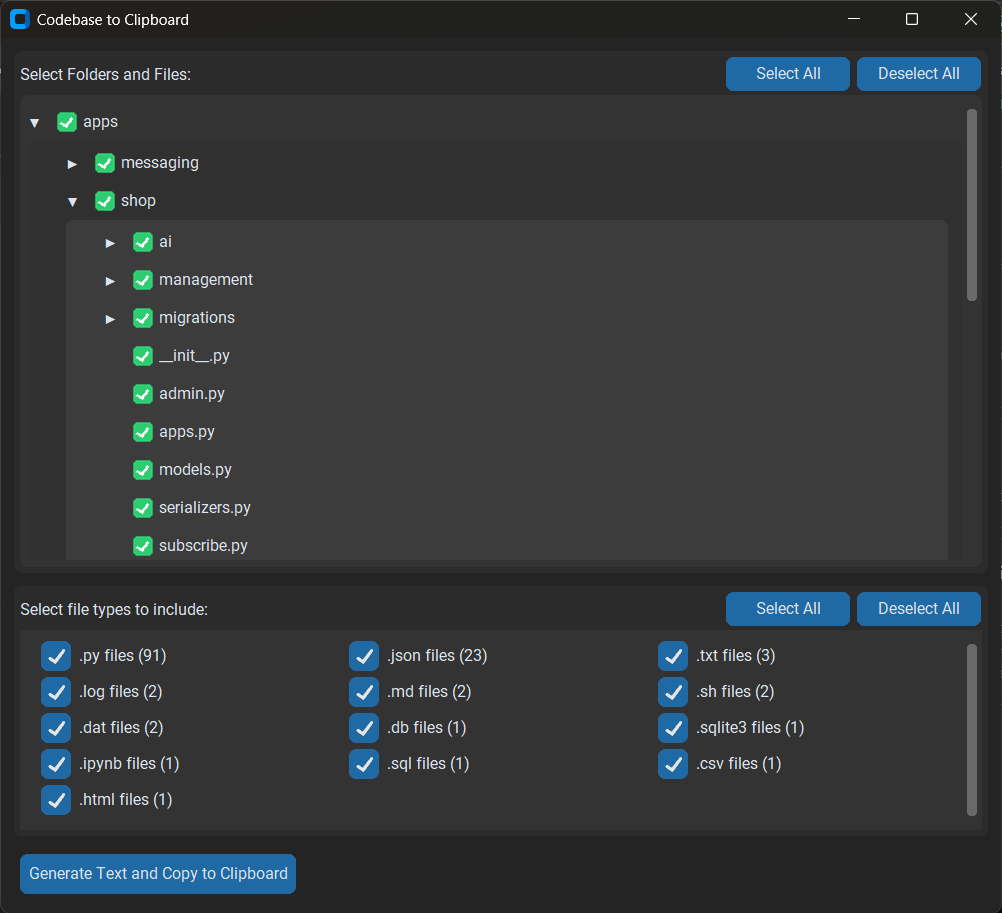 Codebase to Clipboard
Select Folders and Files: Select All Deselect All
apps
messaging
shop
ai
management
migrations
__init__.py
admin.py
apps.py
models.py
serializers.py
subscribe.py
Select file types to include: Select All Deselect All
.py files (91) .json files (23) .txt files (3)
.log files (2) .md files (2) .sh files (2)
.dat files (2) .db files (1) .sqlite3 files (1)
.ipynb files (1) .sql files (1) .csv files (1)
.html files (1)
Generate Text and Copy to Clipboard